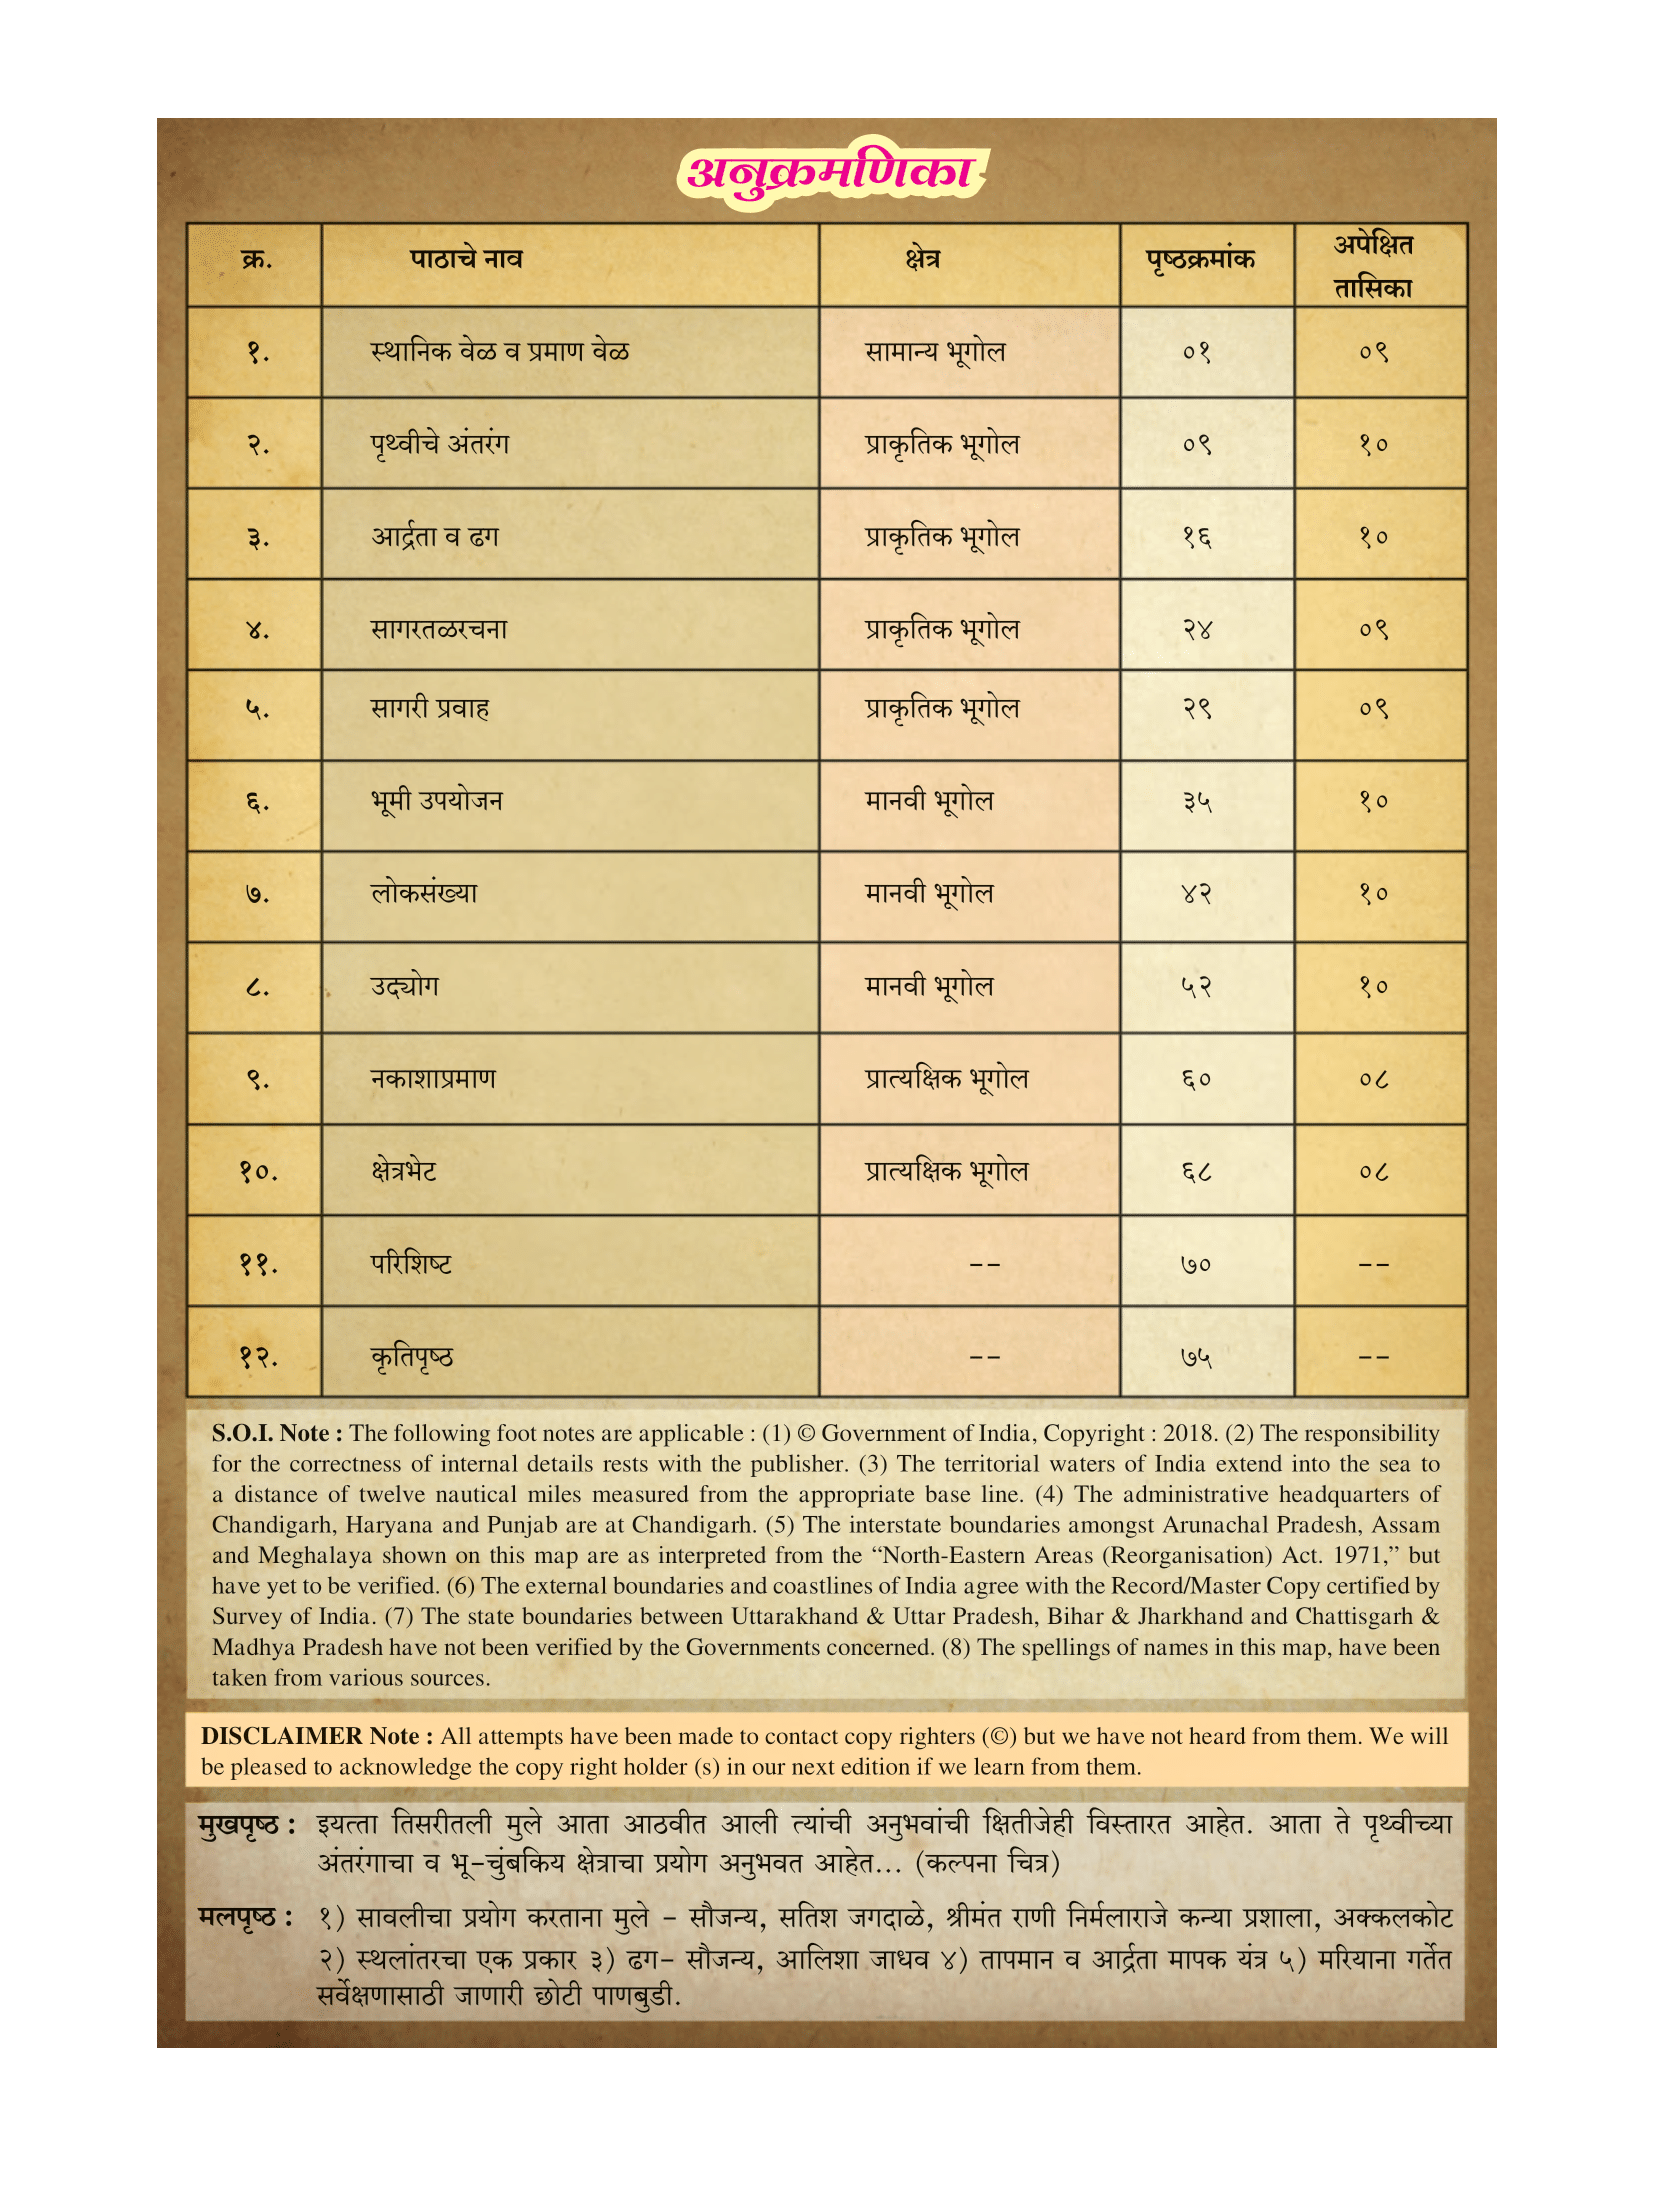 अनुक्रमणिका
क्र. पाठाचे नाव क्षेत्र पृष्ठक्रमांक अपेक्षित तासिका
१. स्थानिक वेळ व प्रमाण वेळ सामान्य भूगोल ०१ ०९
२. पृथ्वीचे अंतरंग प्राकृतिक भूगोल ०९ १०
३. आर्द्रता व ढग प्राकृतिक भूगोल १६ १०
४. सागरतळरचना प्राकृतिक भूगोल २४ ०९
५. सागरी प्रवाह प्राकृतिक भूगोल २९ ०९
६. भूमी उपयोजन मानवी भूगोल ३५ १०
७. लोकसंख्या मानवी भूगोल ४२ १०
८. उद्योग मानवी भूगोल ५२ १०
९. नकाशाप्रमाण प्रात्यक्षिक भूगोल ६० ०८
१०. क्षेत्रभेट प्रात्यक्षिक भूगोल ६८ ०८
११. परिशिष्ट -- ७० --
१२. कृतिपृष्ठ -- ७५ --
S.O.I. Note : The following foot notes are applicable : (1) © Government of India, Copyright : 2018. (2) The responsibility
for the correctness of internal details rests with the publisher. (3) The territorial waters of India extend into the sea to
a distance of twelve nautical miles measured from the appropriate base line. (4) The administrative headquarters of
Chandigarh, Haryana and Punjab are at Chandigarh. (5) The interstate boundaries amongst Arunachal Pradesh, Assam
and Meghalaya shown on this map are as interpreted from the “North-Eastern Areas (Reorganisation) Act. 1971,” but
have yet to be verified. (6) The external boundaries and coastlines of India agree with the Record/Master Copy certified by
Survey of India. (7) The state boundaries between Uttarakhand & Uttar Pradesh, Bihar & Jharkhand and Chattisgarh &
Madhya Pradesh have not been verified by the Governments concerned. (8) The spellings of names in this map, have been
taken from various sources.
DISCLAIMER Note : All attempts have been made to contact copy righters (©) but we have not heard from them. We will
be pleased to acknowledge the copy right holder (s) in our next edition if we learn from them.
मुखपृष्ठ : इयत्ता तिसरीतली मुले आता आठवीत आली त्यांची अनुभवांची क्षितीजेही विस्तारत आहेत. आता ते पृथ्वीच्या
अंतरंगाचा व भू-चुंबकिय क्षेत्राचा प्रयोग अनुभवत आहेत... (कल्पना चित्र)
मलपृष्ठ : १) सावलीचा प्रयोग करताना मुले - सौजन्य, सतिश जगदाळे, श्रीमंत राणी निर्मलाराजे कन्या प्रशाला, अक्कलकोट
२) स्थलांतरचा एक प्रकार ३) ढग- सौजन्य, आलिशा जाधव ४) तापमान व आर्द्रता मापक यंत्र ५) मरियाना गर्तेत
सर्वेक्षणासाठी जाणारी छोटी पाणबुडी.